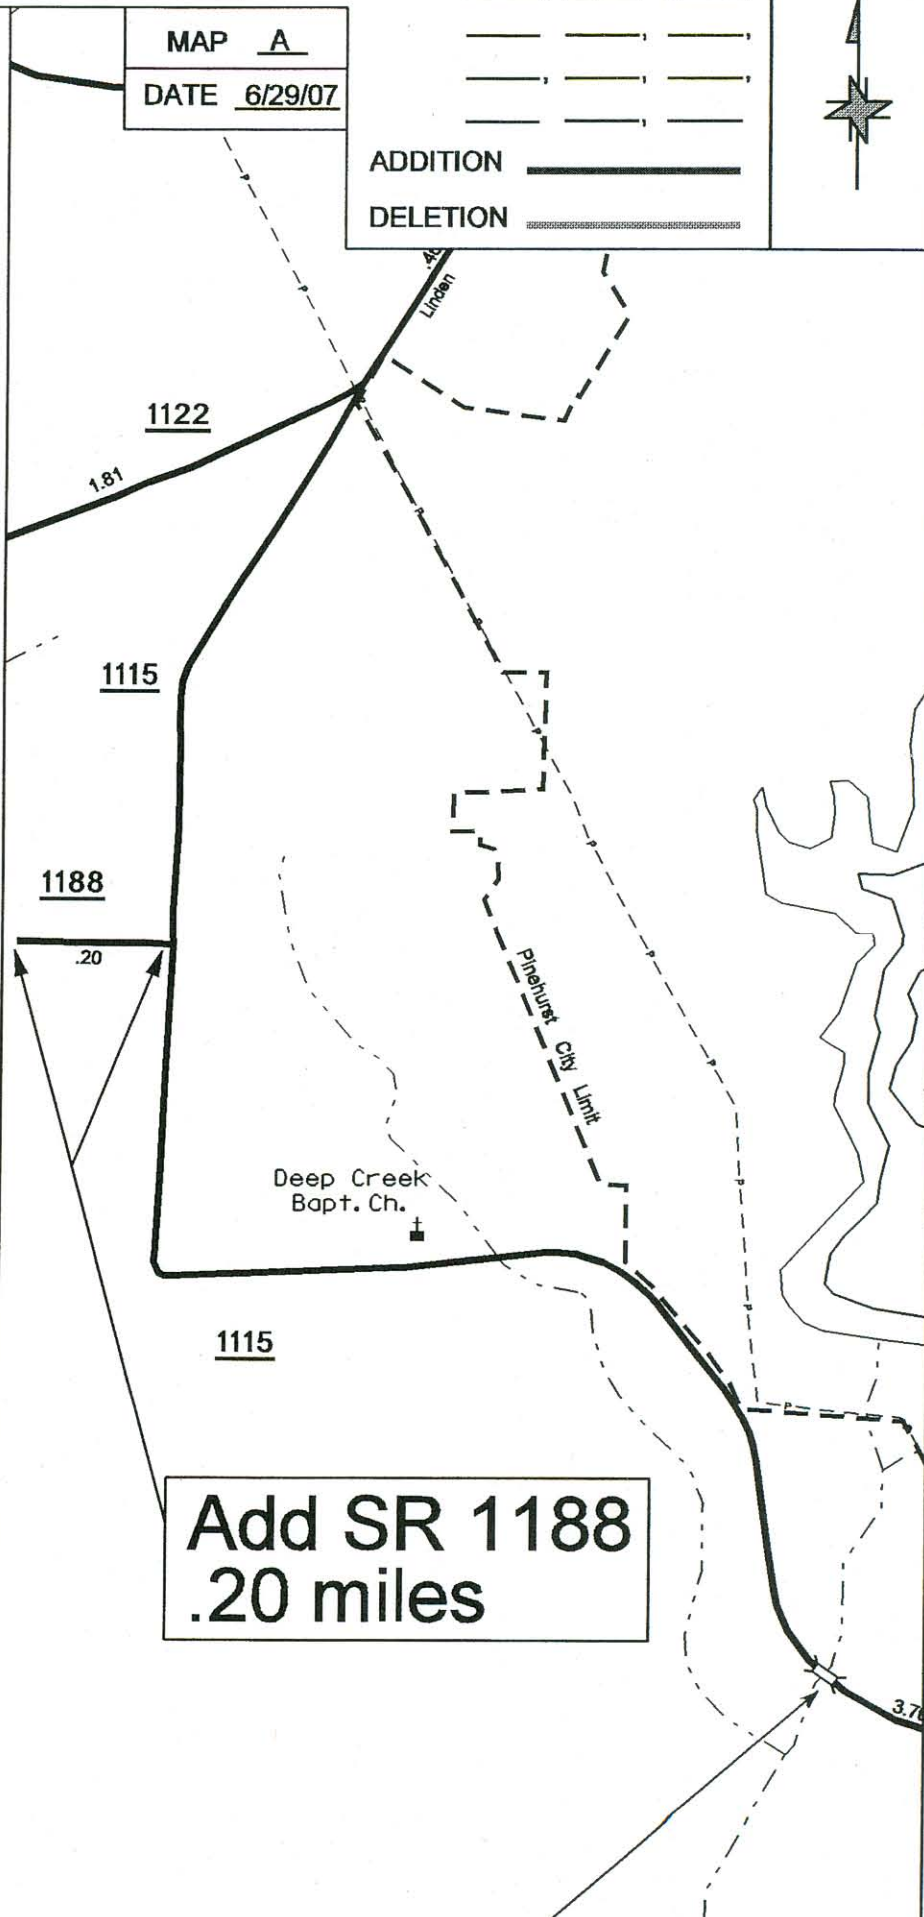 MAP A
DATE 6/29/07
ADDITION
DELETION
Linden
1122
1.81
1115
1188
.20
Pinehurst City Limit
Deep Creek
Bapt. Ch.
1115
Add SR 1188
.20 miles